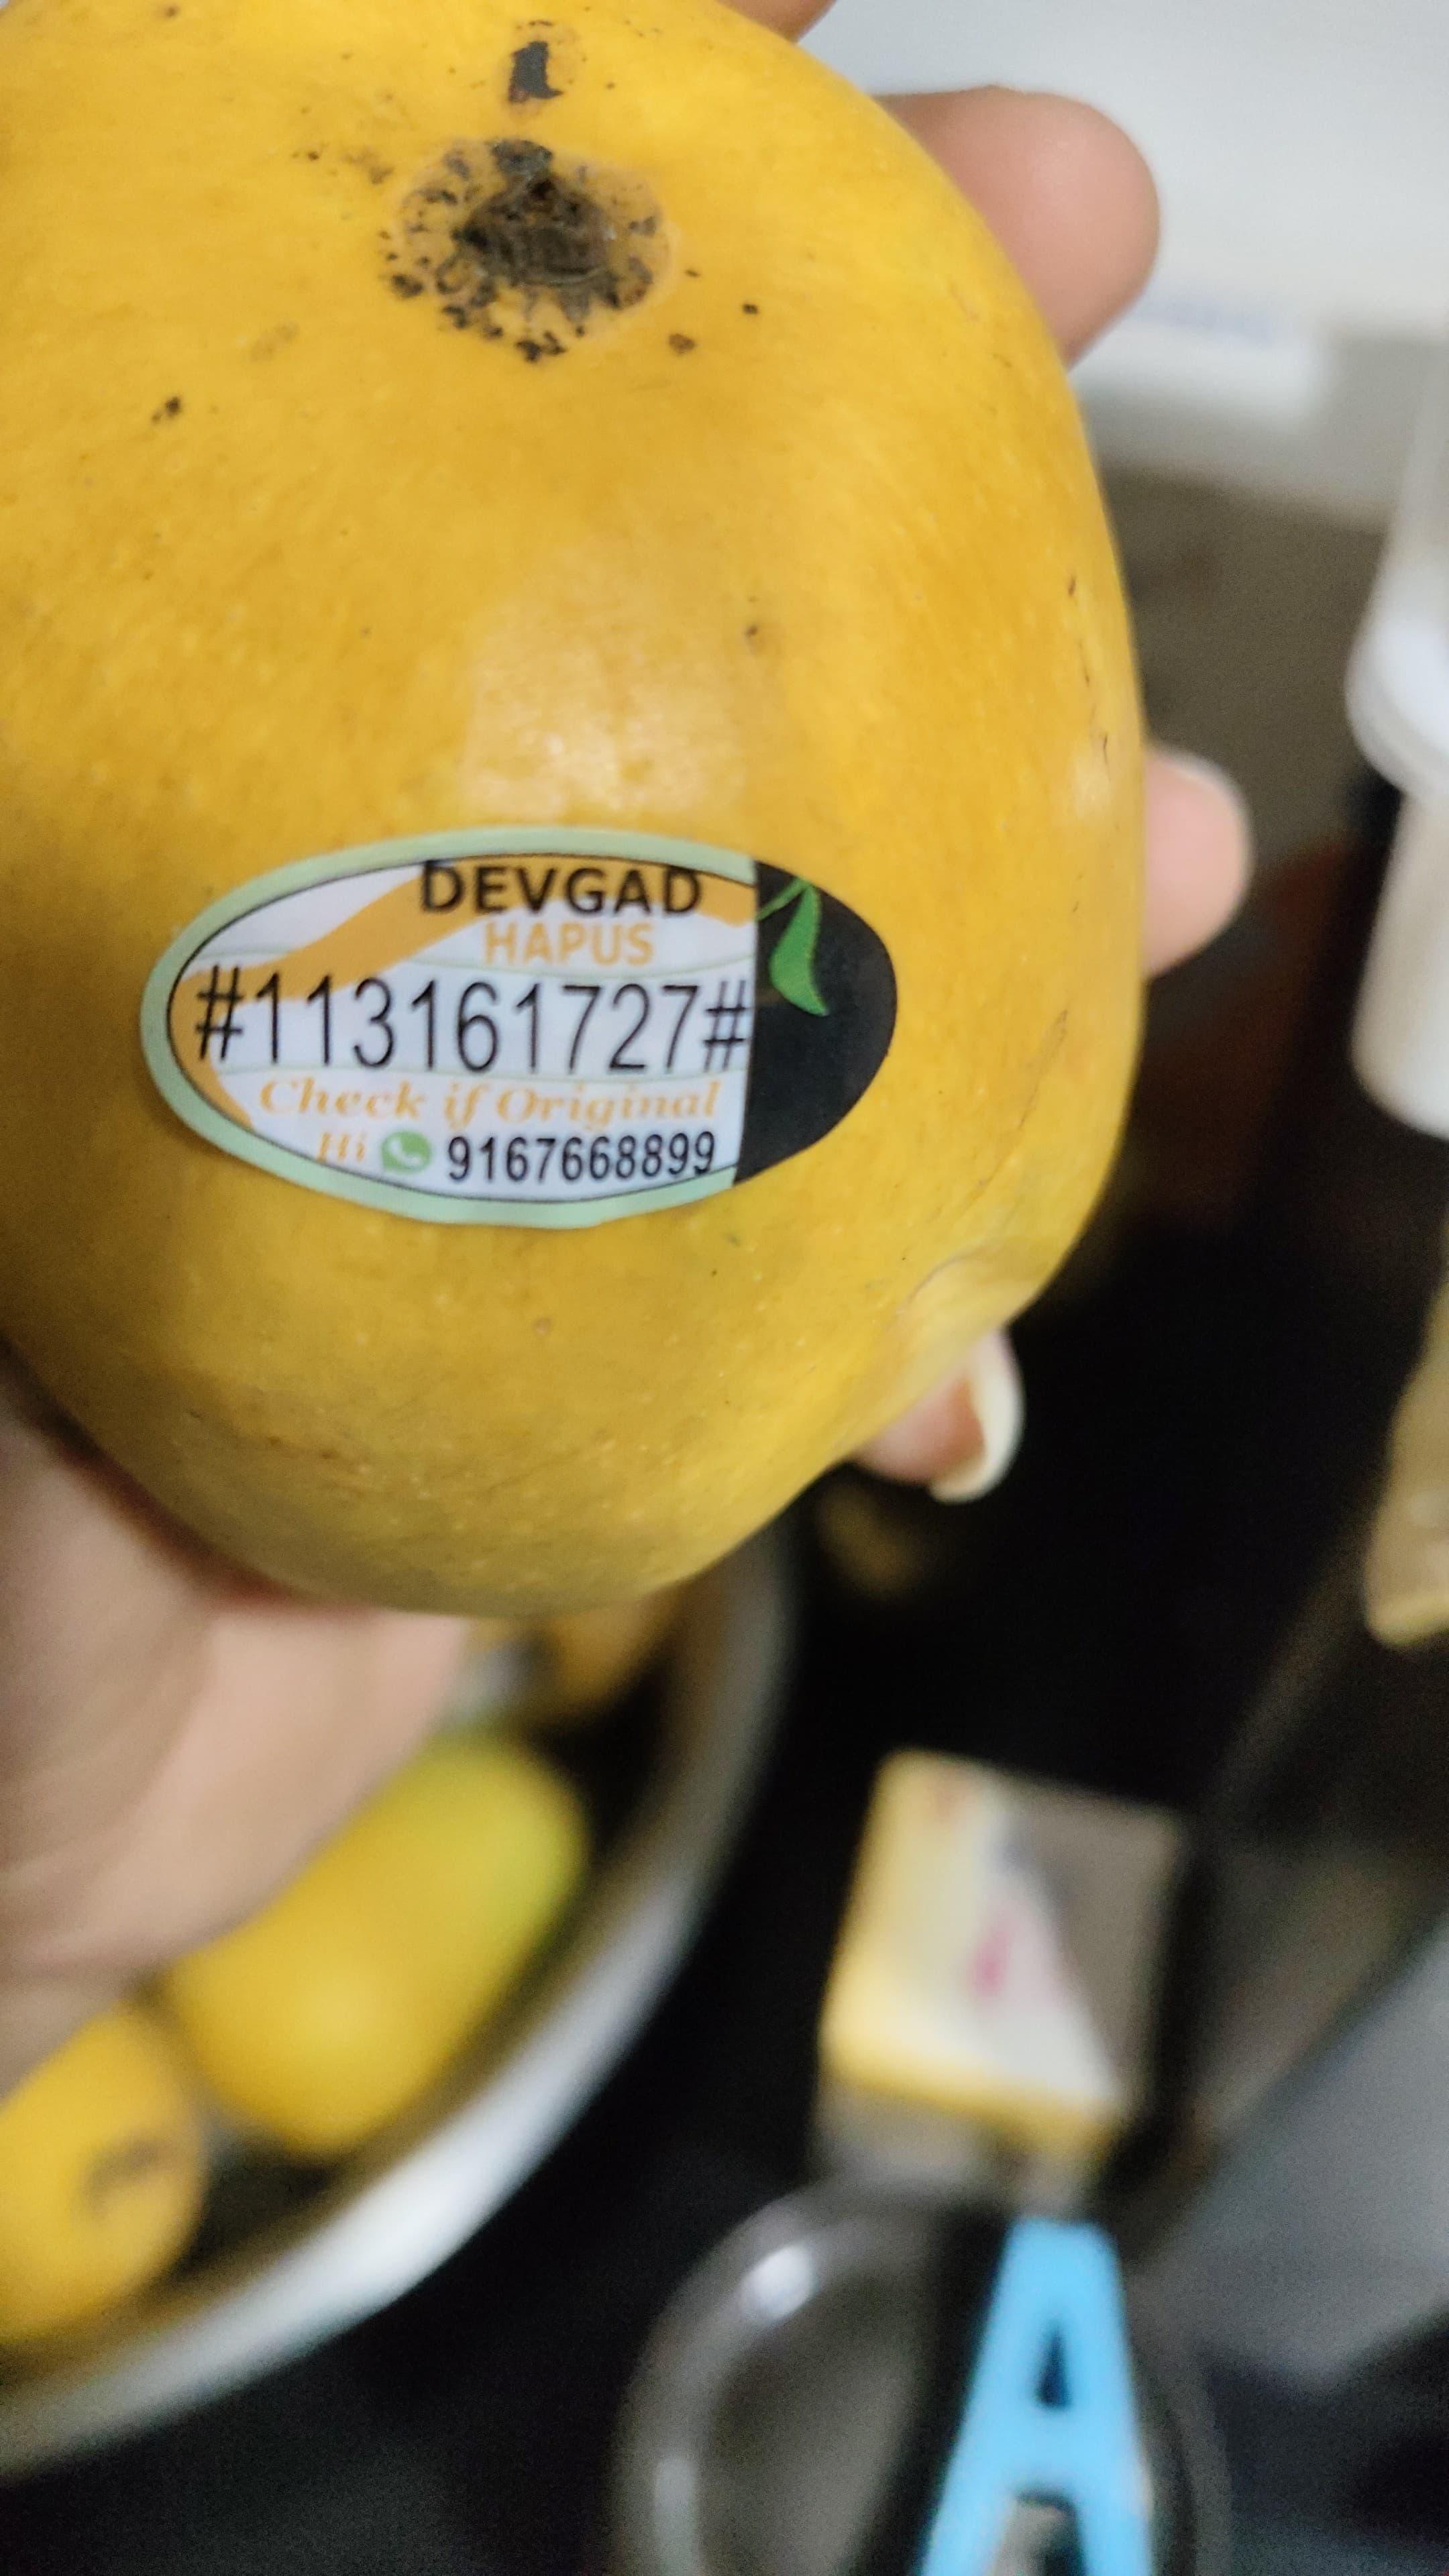 DEVGAD
HAPUS
#113161727#
Check if Original
Hi 9167668899